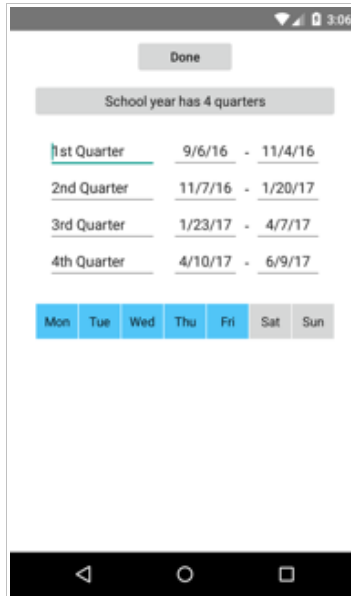 3:06
Done
School year has 4 quarters
1st Quarter 9/6/16 - 11/4/16
2nd Quarter 11/7/16 - 1/20/17
3rd Quarter 1/23/17 - 4/7/17
4th Quarter 4/10/17 - 6/9/17
Mon Tue Wed Thu Fri Sat Sun